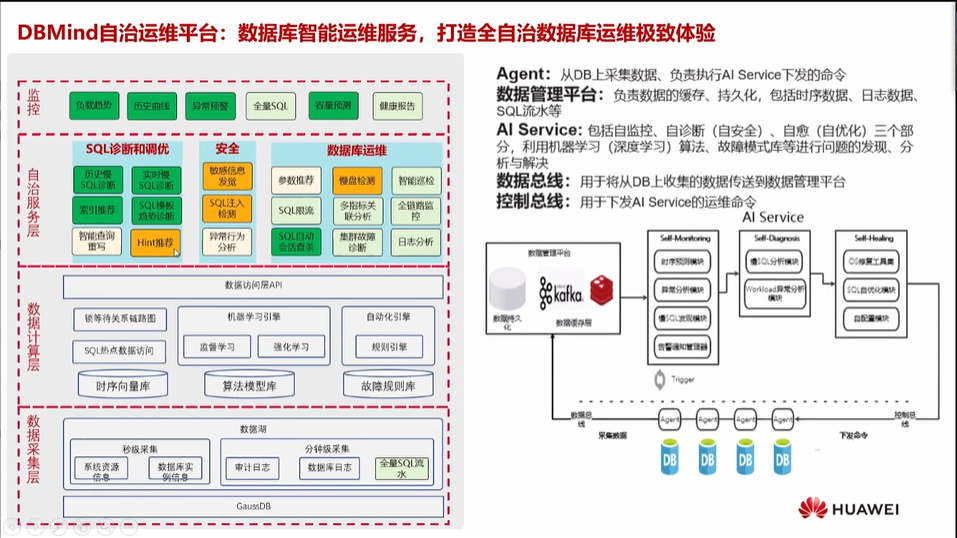 DBMind自治运维平台：数据库智能运维服务，打造全自治数据库运维极致体验
监控
负载趋势
历史曲线
异常预警
全量SQL
容量预测
健康报告
自治服务层
SQL诊断和调优
历史慢
SQL诊断
实时慢
SQL诊断
索引推荐
SQL模板
趋势诊断
智能查询
重写
Hint推荐
安全
敏感信息
发觉
SQL注入
检测
异常行为
分析
数据库运维
参数推荐
慢盘检测
智能巡检
SQL限流
多指标关
联分析
全链路监
控
SQL自动
会话查杀
集群故障
诊断
日志分析
数据计算层
数据访问层API
锁等待关系链路图
SQL热点数据访问
机器学习引擎
监督学习
强化学习
自动化引擎
规则引擎
时序向量库
算法模型库
故障规则库
数据采集层
数据湖
秒级采集
系统资源
信息
数据库实
例信息
分钟级采集
审计日志
数据库日志
全量SQL流
水
GaussDB
Agent：从DB上采集数据、负责执行AI Service下发的命令
数据管理平台：负责数据的缓存、持久化，包括时序数据、日志数据、
SQL流水等
AI Service: 包括自监控、自诊断（自安全）、自愈（自优化）三个部
分，利用机器学习（深度学习）算法、故障模式库等进行问题的发现、分
析与解决
数据总线：用于将从DB上收集的数据传送到数据管理平台
控制总线：用于下发AI Service的运维命令
AI Service
数据管理平台
数据持久
化
kafka
数据缓存层
Self-Monitoring
时序预测模块
异常分析模块
慢SQL发现模块
告警通知管理器
Self-Diagnosis
慢SQL分析模块
Workload异常分析
模块
Self-Healing
OS修复工具集
SQL自优化模块
自配置模块
Trigger
数据总
线
采集数据
Agent
Agent
Agent
Agent
控制总
线
下发命令
DB
DB
DB
DB
HUAWEI